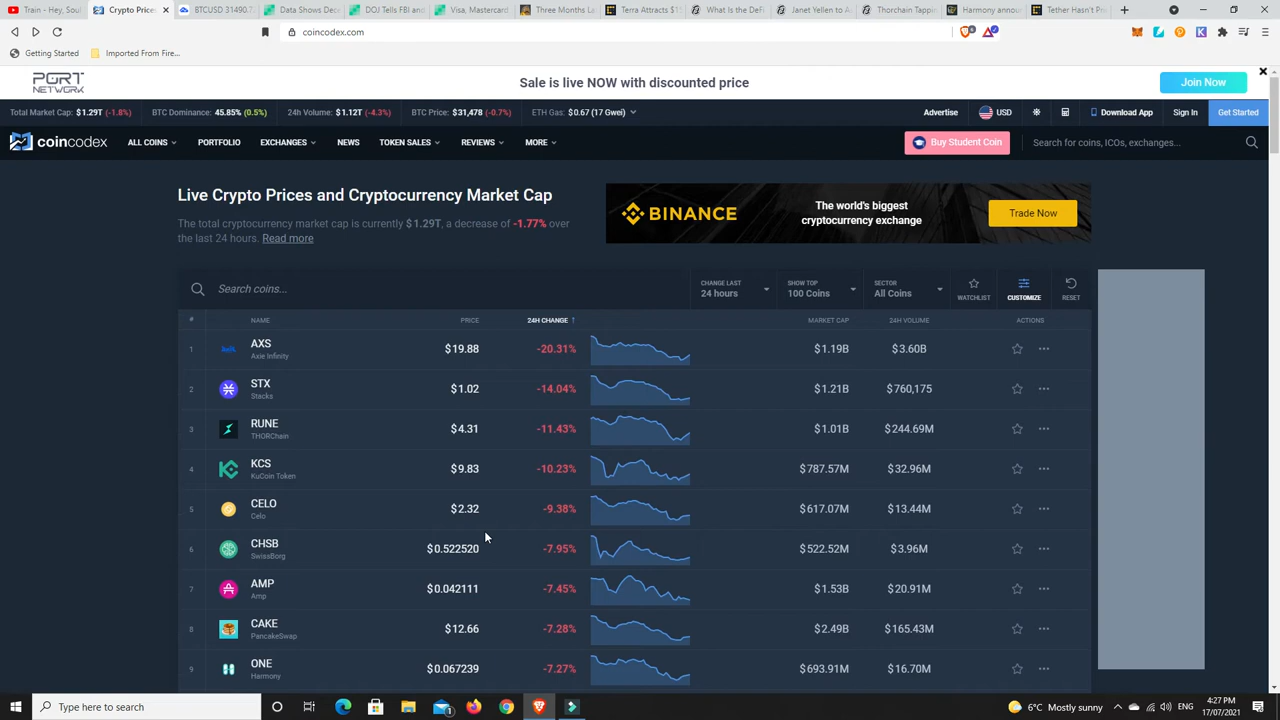 Train - Hey, Soul
Crypto Prices an
BTCUSD 31490.7
Data Shows De
DOJ Tells FBI and
Visa, Mastercard
Three Months La
Terra Attracts $1
What is the DeFi
Janet Yellen to A
Thorchain Tappi
Harmony Coin
Tether Hasn't Pr
coincodex.com
Getting Started
Imported From Fire...
PORT NETWORK
Sale is live NOW with discounted price
Join Now
Total Market Cap: $1.29T (-1.8%)
BTC Dominance: 45.85% (0.5%)
24h Volume: $1.12T (-4.3%)
BTC Price: $31,478 (-0.7%)
ETH Gas: $0.67 (17 Gwei)
Advertise
USD
Download App
Sign In
Get Started
coincodex
ALL COINS
PORTFOLIO
EXCHANGES
NEWS
TOKEN SALES
REVIEWS
MORE
Buy Student Coin
Search for coins, ICOs, exchanges...
Live Crypto Prices and Cryptocurrency Market Cap
The total cryptocurrency market cap is currently $1.29T, a decrease of -1.77% over
the last 24 hours. Read more
BINANCE
The world's biggest
cryptocurrency exchange
Trade Now
Search coins...
CHANGE LAST
24 hours
SHOW TOP
100 Coins
SECTOR
All Coins
WATCHLIST
CUSTOMIZE
RESET
# NAME PRICE 24H CHANGE ↑ MARKET CAP 24H VOLUME ACTIONS
1 AXS $19.88 -20.31% $1.19B $3.60B
Axie Infinity
2 STX $1.02 -14.04% $1.21B $760,175
Stacks
3 RUNE $4.31 -11.43% $1.01B $244.69M
THORChain
4 KCS $9.83 -10.23% $787.57M $32.96M
KuCoin Token
5 CELO $2.32 -9.38% $617.07M $13.44M
Celo
6 CHSB $0.522520 -7.95% $522.52M $3.96M
SwissBorg
7 AMP $0.042111 -7.45% $1.53B $20.91M
Amp
8 CAKE $12.66 -7.28% $2.49B $165.43M
PancakeSwap
9 ONE $0.067239 -7.27% $693.91M $16.70M
Harmony
Type here to search
6°C Mostly sunny
4:27 PM
17/07/2021